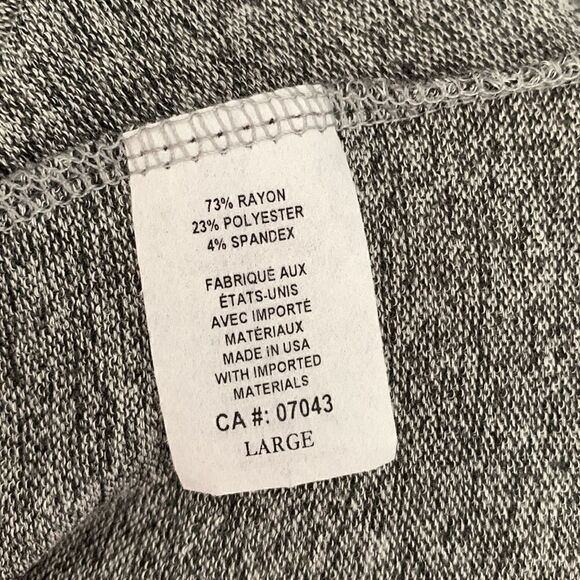 73% RAYON
23% POLYESTER
4% SPANDEX
FABRIQUÉ AUX
ÉTATS-UNIS
AVEC IMPORTÉ
MATÉRIAUX
MADE IN USA
WITH IMPORTED
MATERIALS
CA #: 07043
LARGE